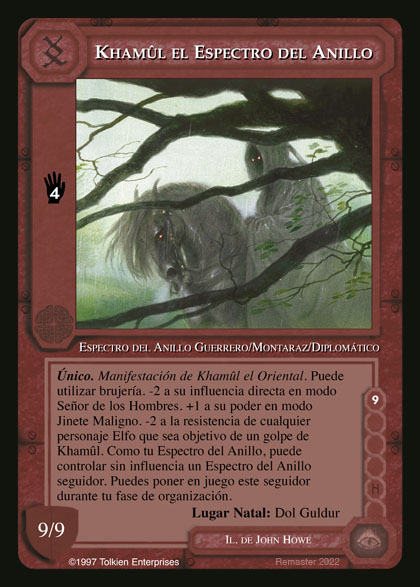 Khamûl el Espectro del Anillo
4
Espectro del Anillo Guerrero/Montaraz/Diplomático
Único. Manifestación de Khamûl el Oriental. Puede
utilizar brujería. -2 a su influencia directa en modo
Señor de los Hombres. +1 a su poder en modo
Jinete Maligno. -2 a la resistencia de cualquier
personaje Elfo que sea objetivo de un golpe de
Khamûl. Como tu Espectro del Anillo, puede
controlar sin influencia un Espectro del Anillo
seguidor. Puedes poner en juego este seguidor
durante tu fase de organización.
Lugar Natal: Dol Guldur
9
H
9/9
Il. de John Howe
©1997 Tolkien Enterprises
Remaster 2022